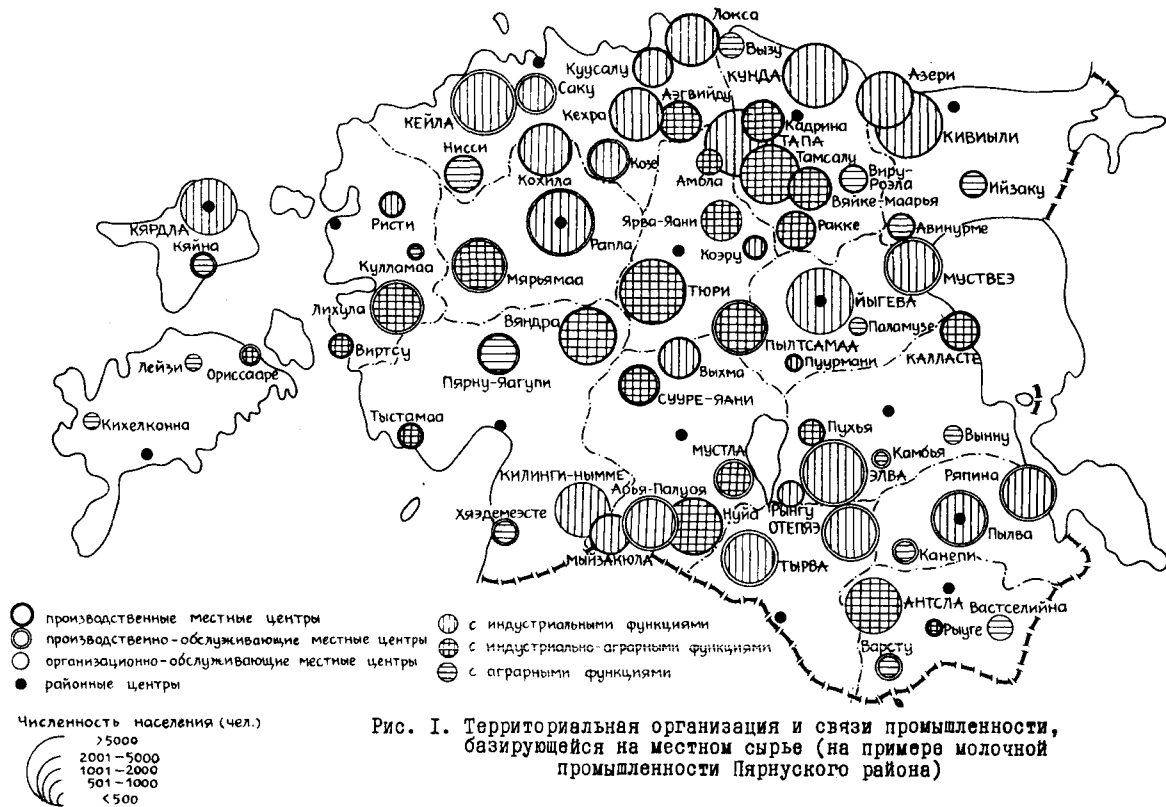 Локса
Вызу
Куусалу
КУНДА
Азери
Саку
Аэгвийду
КЕЙЛА
Кехра
Кадрина
ТАПА
КИВИЫЛИ
Нисси
Козе
Тамсалу
Кохила
Амбла
Виру-
Роэла
Ийзаку
Вяйке-маарья
Ристи
Ярва-Яани
Ракке
Авинурме
КЯРДЛА
КЯЙНА
Рапла
Коэру
Кулламаа
Мярьямаа
МУСТВЕЭ
ТЮРИ
ЙЫГЕВА
Лихула
Вяндра
Паламузе
Виртсу
ПЫЛТСАМАА
КАЛЛАСТЕ
Лейзи
Ориссааре
Пярну-Яагупи
Выхма
Пуурмани
СУУРЕ-ЯАНИ
Кихелконна
Тыстамаа
Пухья
Вынну
МУСТЛА
Камбья
КИЛИНГИ-НЫММЕ
Абья-Палуоя
ЭЛВА
Ряпина
Хяэдемеэсте
Нуйа
Рынгу
ОТЕПЯЭ
Пылва
МЫЙЗАКЮЛА
ТЫРВА
Канепи
АНТСЛА
Вастселийна
Рыуге
Варсту
производственные местные центры
производственно-обслуживающие местные центры
организационно-обслуживающие местные центры
районные центры
с индустриальными функциями
с индустриально-аграрными функциями
с аграрными функциями
Численность населения (чел.)
>5000
2001-5000
1001-2000
501-1000
<500
Рис. I. Территориальная организация и связи промышленности,
базирующейся на местном сырье (на примере молочной
промышленности Пярнуского района)